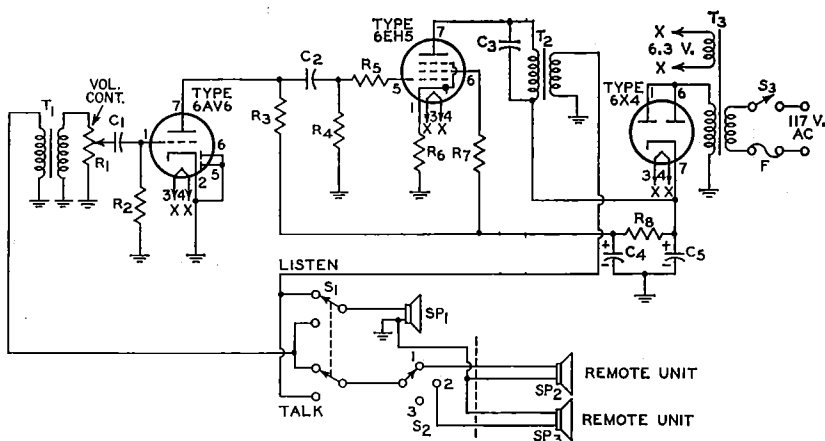 TYPE
6EH5
7
C3
T2
X
6.3 V.
X
T3
C2
R5
5
6
1
3 4
X X
TYPE
6X4
1 6
S3
117 V.
AC
F
3 4
X X
7
VOL.
CONT.
T1
C1
R1
TYPE
6AV6
7
1
6
5
2
3 4
X X
R2
R3
R4
R6
R7
R8
+
-
C4
+
-
C5
LISTEN
S1
SP1
TALK
1
2
3
S2
SP2
REMOTE UNIT
SP3
REMOTE UNIT